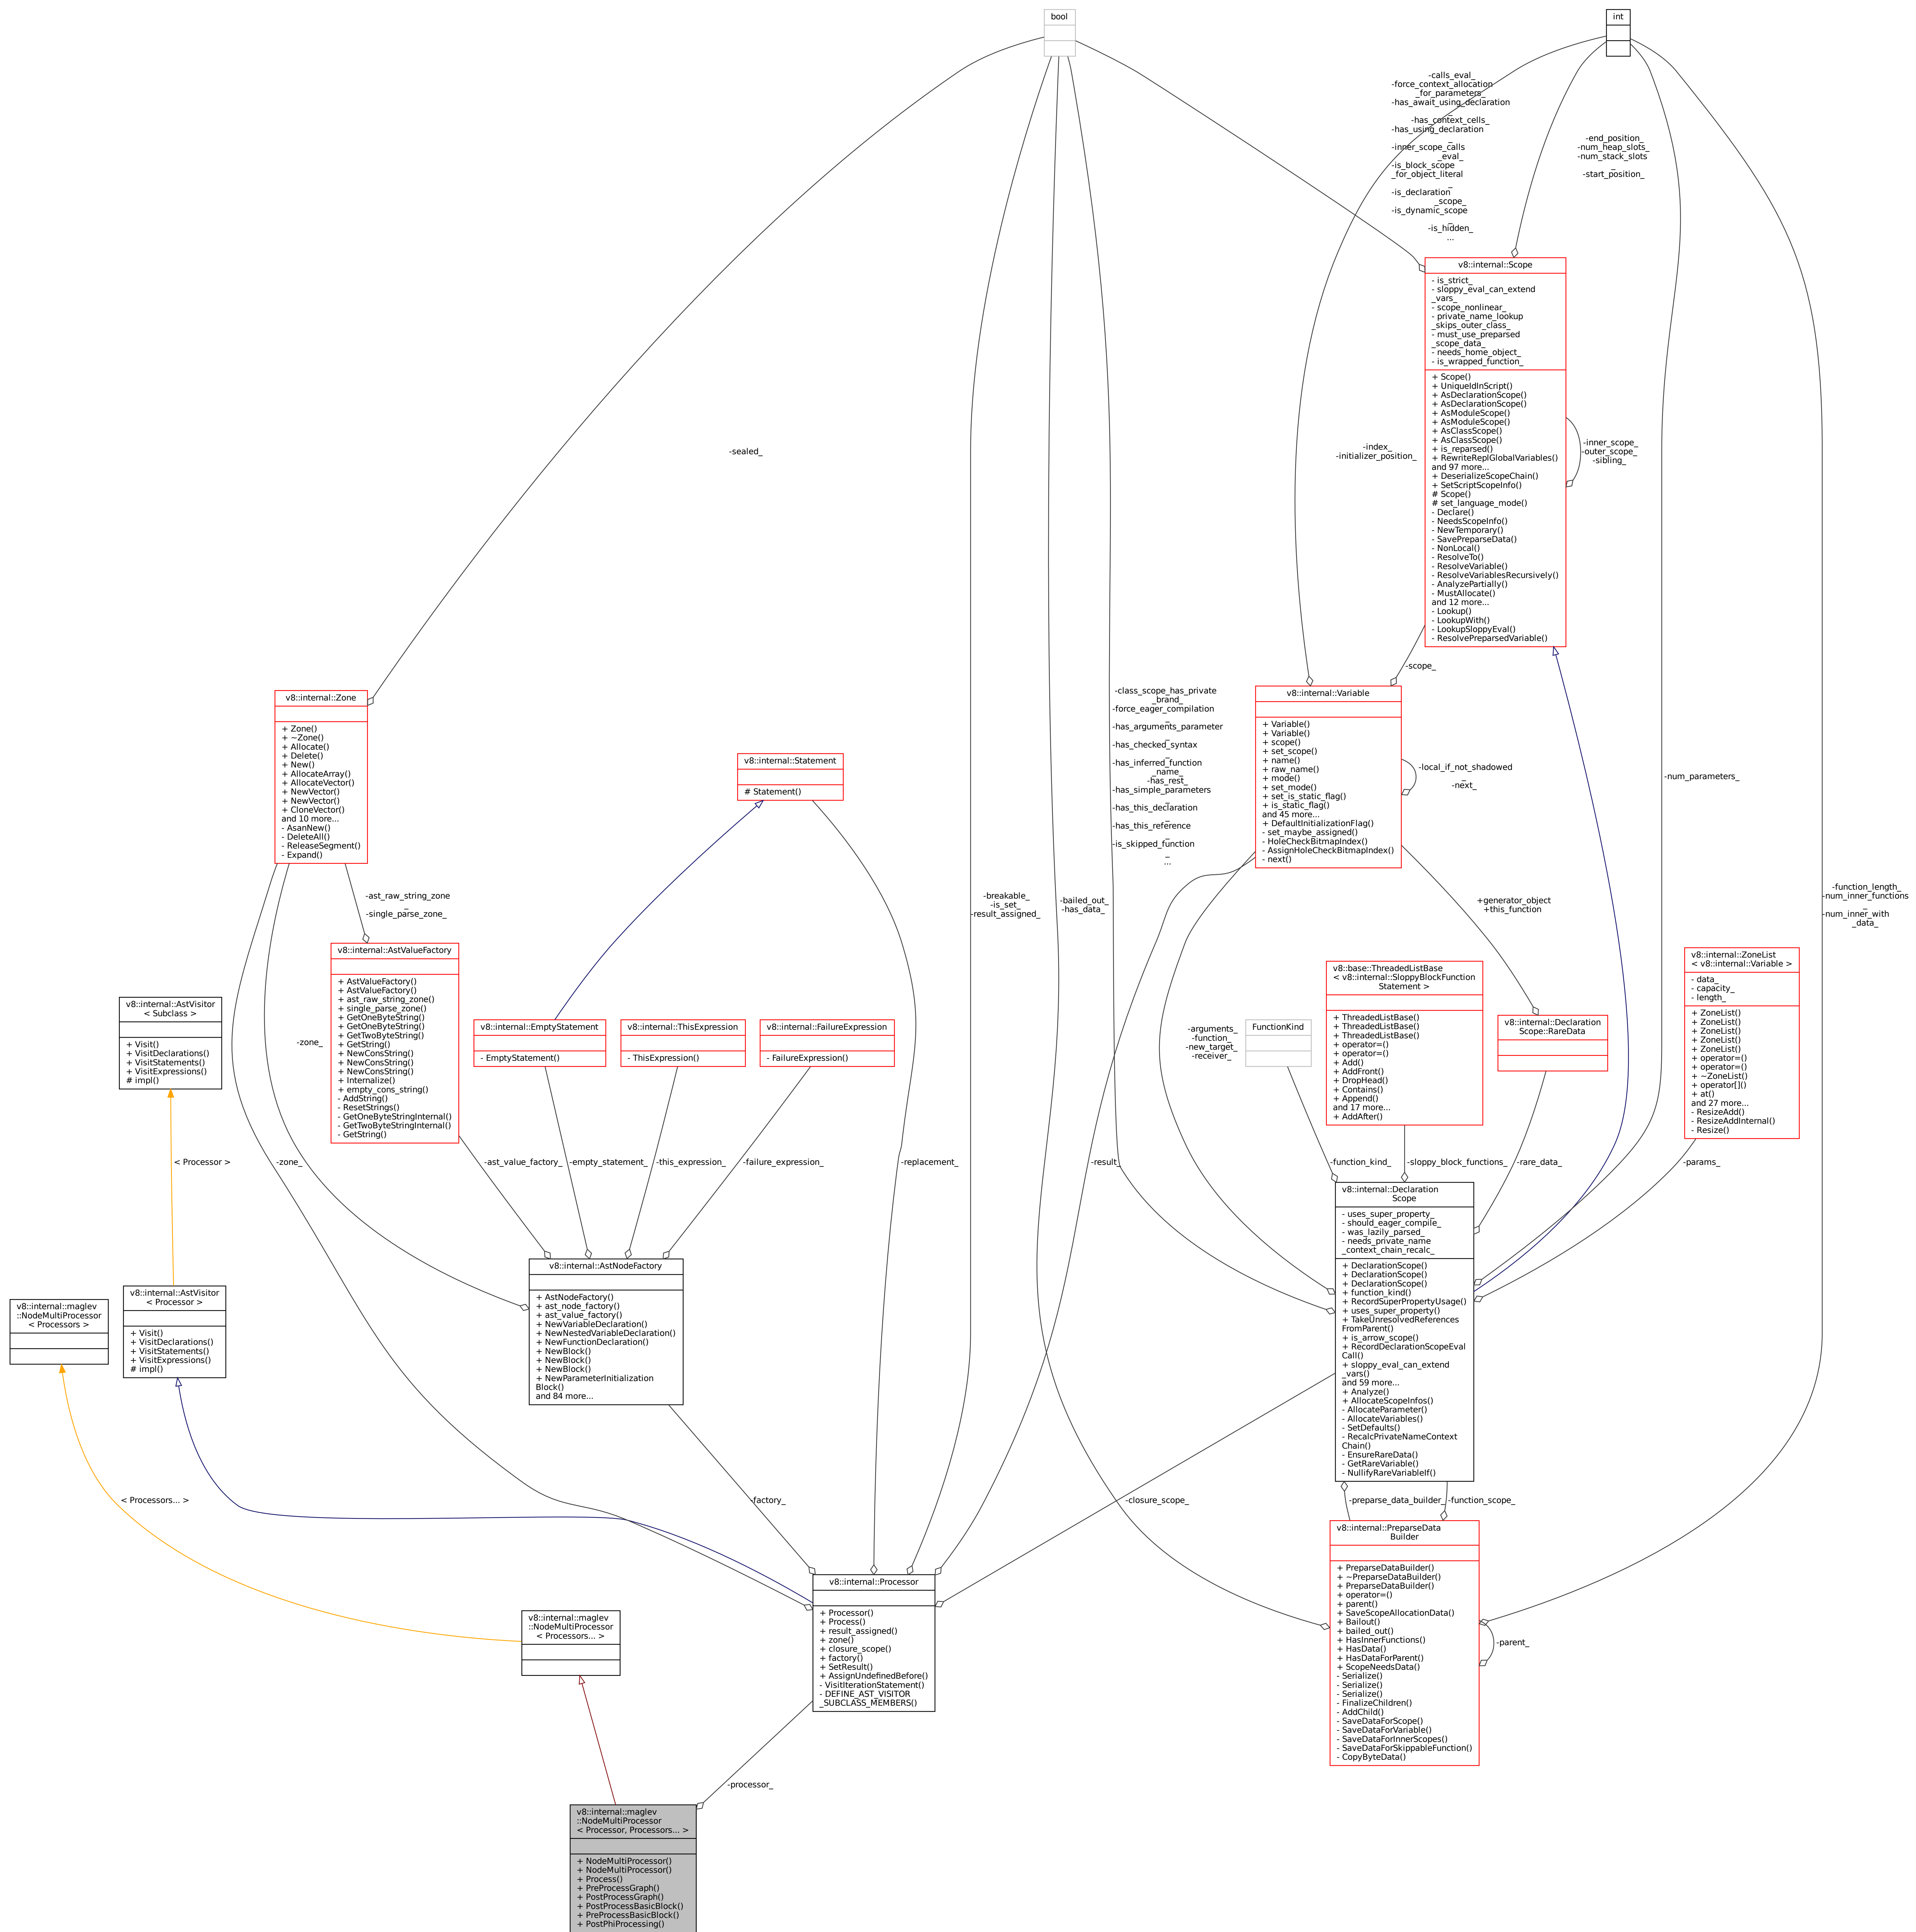 bool
int
-calls_eval_
-force_context_allocation
_for_parameters_
-has_await_using_declaration
_
-has_context_cells_
-has_using_declaration
_
-inner_scope_calls
_eval_
-is_block_scope
_for_object_literal
_
-is_declaration
_scope_
-is_dynamic_scope
_
-is_hidden_
...
-end_position_
-num_heap_slots_
-num_stack_slots
_
-start_position_
v8::internal::Scope
- is_strict_
- sloppy_eval_can_extend
_vars_
- scope_nonlinear_
- private_name_lookup
_skips_outer_class_
- must_use_preparsed
_scope_data_
- needs_home_object_
- is_wrapped_function_
+ Scope()
+ UniqueIdInScript()
+ AsDeclarationScope()
+ AsDeclarationScope()
+ AsModuleScope()
+ AsModuleScope()
+ AsClassScope()
+ AsClassScope()
+ is_reparsed()
+ RewriteReplGlobalVariables()
and 97 more...
+ DeserializeScopeChain()
+ SetScriptScopeInfo()
# Scope()
# set_language_mode()
- Declare()
- NeedsScopeInfo()
- NewTemporary()
- SavePreparseData()
- NonLocal()
- ResolveTo()
- ResolveVariable()
- ResolveVariablesRecursively()
- AnalyzePartially()
- MustAllocate()
and 12 more...
- Lookup()
- LookupWith()
- LookupSloppyEval()
- ResolvePreparsedVariable()
-inner_scope_
-outer_scope_
-sibling_
-sealed_
-index_
-initializer_position_
-scope_
v8::internal::Zone
+ Zone()
+ ~Zone()
+ Allocate()
+ Delete()
+ New()
+ AllocateArray()
+ AllocateVector()
+ NewVector()
+ NewVector()
+ CloneVector()
and 10 more...
- AsanNew()
- DeleteAll()
- ReleaseSegment()
- Expand()
v8::internal::Statement
# Statement()
-class_scope_has_private
_brand_
-force_eager_compilation
_
-has_arguments_parameter
_
-has_checked_syntax
_
-has_inferred_function
_name_
-has_rest_
-has_simple_parameters
_
-has_this_declaration
_
-has_this_reference
_
-is_skipped_function
_
...
v8::internal::Variable
+ Variable()
+ Variable()
+ scope()
+ set_scope()
+ name()
+ raw_name()
+ mode()
+ set_mode()
+ set_is_static_flag()
+ is_static_flag()
and 45 more...
+ DefaultInitializationFlag()
- set_maybe_assigned()
- HoleCheckBitmapIndex()
- AssignHoleCheckBitmapIndex()
- next()
-local_if_not_shadowed
_
-next_
-num_parameters_
-ast_raw_string_zone
_
-single_parse_zone_
-breakable_
-is_set_
-result_assigned_
-bailed_out_
-has_data_
+generator_object
+this_function
-function_length_
-num_inner_functions
_
-num_inner_with
_data_
v8::internal::AstVisitor
< Subclass >
+ Visit()
+ VisitDeclarations()
+ VisitStatements()
+ VisitExpressions()
# impl()
-zone_
v8::internal::AstValueFactory
+ AstValueFactory()
+ AstValueFactory()
+ ast_raw_string_zone()
+ single_parse_zone()
+ GetOneByteString()
+ GetOneByteString()
+ GetTwoByteString()
+ GetString()
+ NewConsString()
+ NewConsString()
+ NewConsString()
+ Internalize()
+ empty_cons_string()
- AddString()
- ResetStrings()
- GetOneByteStringInternal()
- GetTwoByteStringInternal()
- GetString()
v8::internal::EmptyStatement
- EmptyStatement()
v8::internal::ThisExpression
- ThisExpression()
v8::internal::FailureExpression
- FailureExpression()
-arguments_
-function_
-new_target_
-receiver_
FunctionKind
v8::base::ThreadedListBase
< v8::internal::SloppyBlockFunction
Statement >
+ ThreadedListBase()
+ ThreadedListBase()
+ ThreadedListBase()
+ operator=()
+ operator=()
+ Add()
+ AddFront()
+ DropHead()
+ Contains()
+ Append()
and 17 more...
+ AddAfter()
v8::internal::Declaration
Scope::RareData
v8::internal::ZoneList
< v8::internal::Variable >
- data_
- capacity_
- length_
+ ZoneList()
+ ZoneList()
+ ZoneList()
+ ZoneList()
+ ZoneList()
+ operator=()
+ operator=()
+ ~ZoneList()
+ operator[]()
+ at()
and 27 more...
- ResizeAdd()
- ResizeAddInternal()
- Resize()
< Processor >
-zone_
-ast_value_factory_
-empty_statement_
-this_expression_
-failure_expression_
-replacement_
-result_
-function_kind_
-sloppy_block_functions_
-rare_data_
-params_
v8::internal::maglev
::NodeMultiProcessor
< Processors >
v8::internal::AstVisitor
< Processor >
+ Visit()
+ VisitDeclarations()
+ VisitStatements()
+ VisitExpressions()
# impl()
v8::internal::AstNodeFactory
+ AstNodeFactory()
+ ast_node_factory()
+ ast_value_factory()
+ NewVariableDeclaration()
+ NewNestedVariableDeclaration()
+ NewFunctionDeclaration()
+ NewBlock()
+ NewBlock()
+ NewBlock()
+ NewParameterInitialization
Block()
and 84 more...
v8::internal::Declaration
Scope
- uses_super_property_
- should_eager_compile_
- was_lazily_parsed_
- needs_private_name
_context_chain_recalc_
+ DeclarationScope()
+ DeclarationScope()
+ DeclarationScope()
+ function_kind()
+ RecordSuperPropertyUsage()
+ uses_super_property()
+ TakeUnresolvedReferences
FromParent()
+ is_arrow_scope()
+ RecordDeclarationScopeEval
Call()
+ sloppy_eval_can_extend
_vars()
and 59 more...
+ Analyze()
+ AllocateScopeInfos()
- AllocateParameter()
- AllocateVariables()
- SetDefaults()
- RecalcPrivateNameContext
Chain()
- EnsureRareData()
- GetRareVariable()
- NullifyRareVariableIf()
< Processors... >
-factory_
-closure_scope_
-preparse_data_builder_
-function_scope_
v8::internal::maglev
::NodeMultiProcessor
< Processors... >
v8::internal::Processor
+ Processor()
+ Process()
+ result_assigned()
+ zone()
+ closure_scope()
+ factory()
+ SetResult()
+ AssignUndefinedBefore()
- VisitIterationStatement()
- DEFINE_AST_VISITOR
_SUBCLASS_MEMBERS()
v8::internal::PreparseData
Builder
+ PreparseDataBuilder()
+ ~PreparseDataBuilder()
+ PreparseDataBuilder()
+ operator=()
+ parent()
+ SaveScopeAllocationData()
+ Bailout()
+ bailed_out()
+ HasInnerFunctions()
+ HasData()
+ HasDataForParent()
+ ScopeNeedsData()
- Serialize()
- Serialize()
- Serialize()
- FinalizeChildren()
- AddChild()
- SaveDataForScope()
- SaveDataForVariable()
- SaveDataForInnerScopes()
- SaveDataForSkippableFunction()
- CopyByteData()
-parent_
-processor_
v8::internal::maglev
::NodeMultiProcessor
< Processor, Processors... >
+ NodeMultiProcessor()
+ NodeMultiProcessor()
+ Process()
+ PreProcessGraph()
+ PostProcessGraph()
+ PostProcessBasicBlock()
+ PreProcessBasicBlock()
+ PostPhiProcessing()